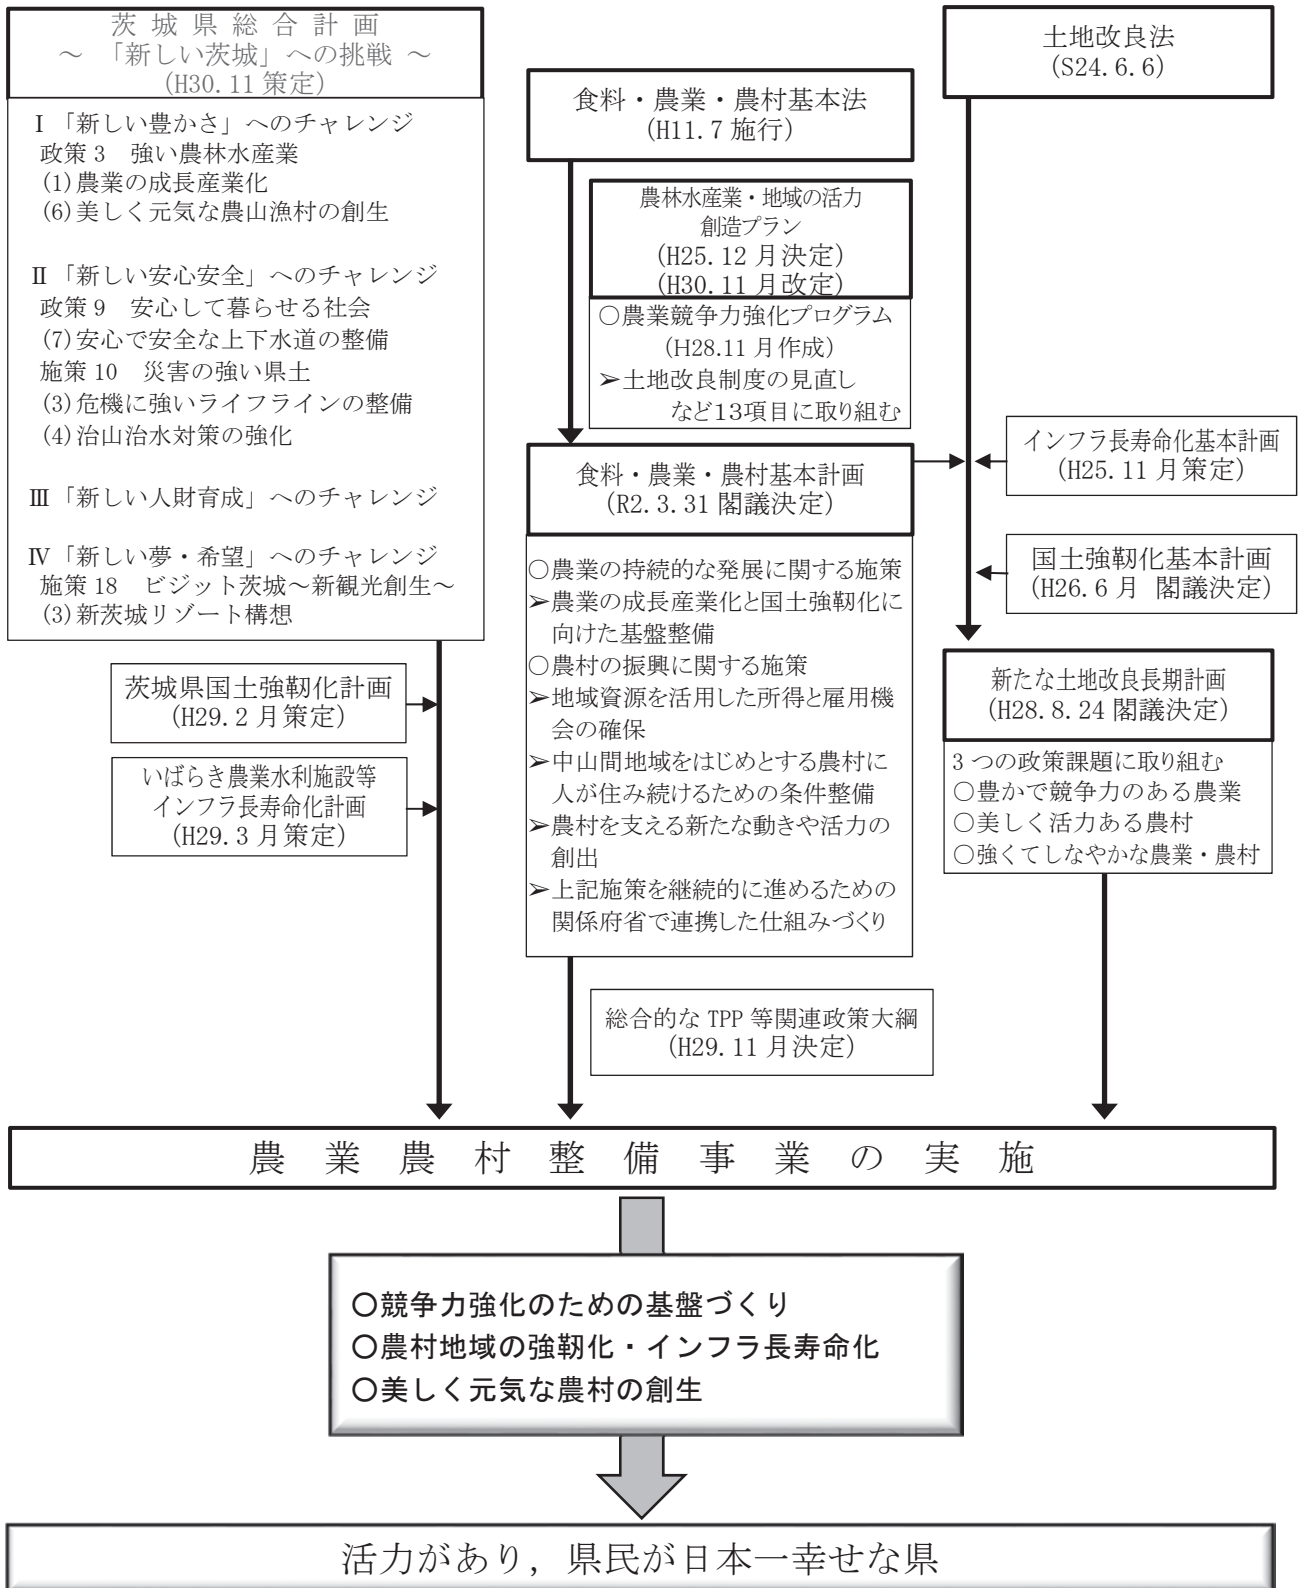 茨城県総合計画
～ 「新しい茨城」への挑戦 ～
(H30.11 策定)
Ⅰ 「新しい豊かさ」へのチャレンジ
政策 3　強い農林水産業
(1)農業の成長産業化
(6)美しく元気な農山漁村の創生
Ⅱ 「新しい安心安全」へのチャレンジ
政策 9　安心して暮らせる社会
(7)安心で安全な上下水道の整備
施策 10　災害の強い県土
(3)危機に強いライフラインの整備
(4)治山治水対策の強化
Ⅲ 「新しい人財育成」へのチャレンジ
Ⅳ 「新しい夢・希望」へのチャレンジ
施策 18　ビジット茨城～新観光創生～
(3)新茨城リゾート構想
茨城県国土強靭化計画
(H29.2 月策定)
いばらき農業水利施設等
インフラ長寿命化計画
(H29.3 月策定)
食料・農業・農村基本法
(H11.7 施行)
農林水産業・地域の活力
創造プラン
(H25.12 月決定)
(H30.11 月改定)
○農業競争力強化プログラム
(H28.11 月作成)
➢土地改良制度の見直し
など13項目に取り組む
食料・農業・農村基本計画
(R2.3.31 閣議決定)
○農業の持続的な発展に関する施策
➢農業の成長産業化と国土強靭化に
向けた基盤整備
○農村の振興に関する施策
➢地域資源を活用した所得と雇用機
会の確保
➢中山間地域をはじめとする農村に
人が住み続けるための条件整備
➢農村を支える新たな動きや活力の
創出
➢上記施策を継続的に進めるための
関係府省で連携した仕組みづくり
総合的な TPP 等関連政策大綱
(H29.11 月決定)
土地改良法
(S24.6.6)
インフラ長寿命化基本計画
(H25.11 月策定)
国土強靭化基本計画
(H26.6 月 閣議決定)
新たな土地改良長期計画
(H28.8.24 閣議決定)
3 つの政策課題に取り組む
○豊かで競争力のある農業
○美しく活力ある農村
○強くてしなやかな農業・農村
農業農村整備事業の実施
○競争力強化のための基盤づくり
○農村地域の強靭化・インフラ長寿命化
○美しく元気な農村の創生
活力があり，県民が日本一幸せな県